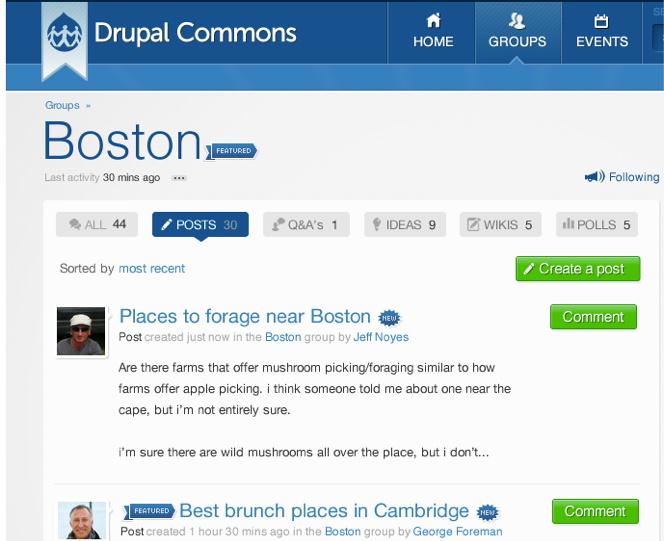 Drupal Commons
HOME
GROUPS
EVENTS
SE
Groups »
Boston
FEATURED
Last activity 30 mins ago
Following
ALL 44
POSTS 30
Q&A's 1
IDEAS 9
WIKIS 5
POLLS 5
Sorted by most recent
Create a post
Places to forage near Boston NEW
Comment
Post created just now in the Boston group by Jeff Noyes
Are there farms that offer mushroom picking/foraging similar to how
farms offer apple picking. i think someone told me about one near the
cape, but i'm not entirely sure.
i'm sure there are wild mushrooms all over the place, but i don't...
FEATURED Best brunch places in Cambridge NEW
Comment
Post created 1 hour 30 mins ago in the Boston group by George Foreman